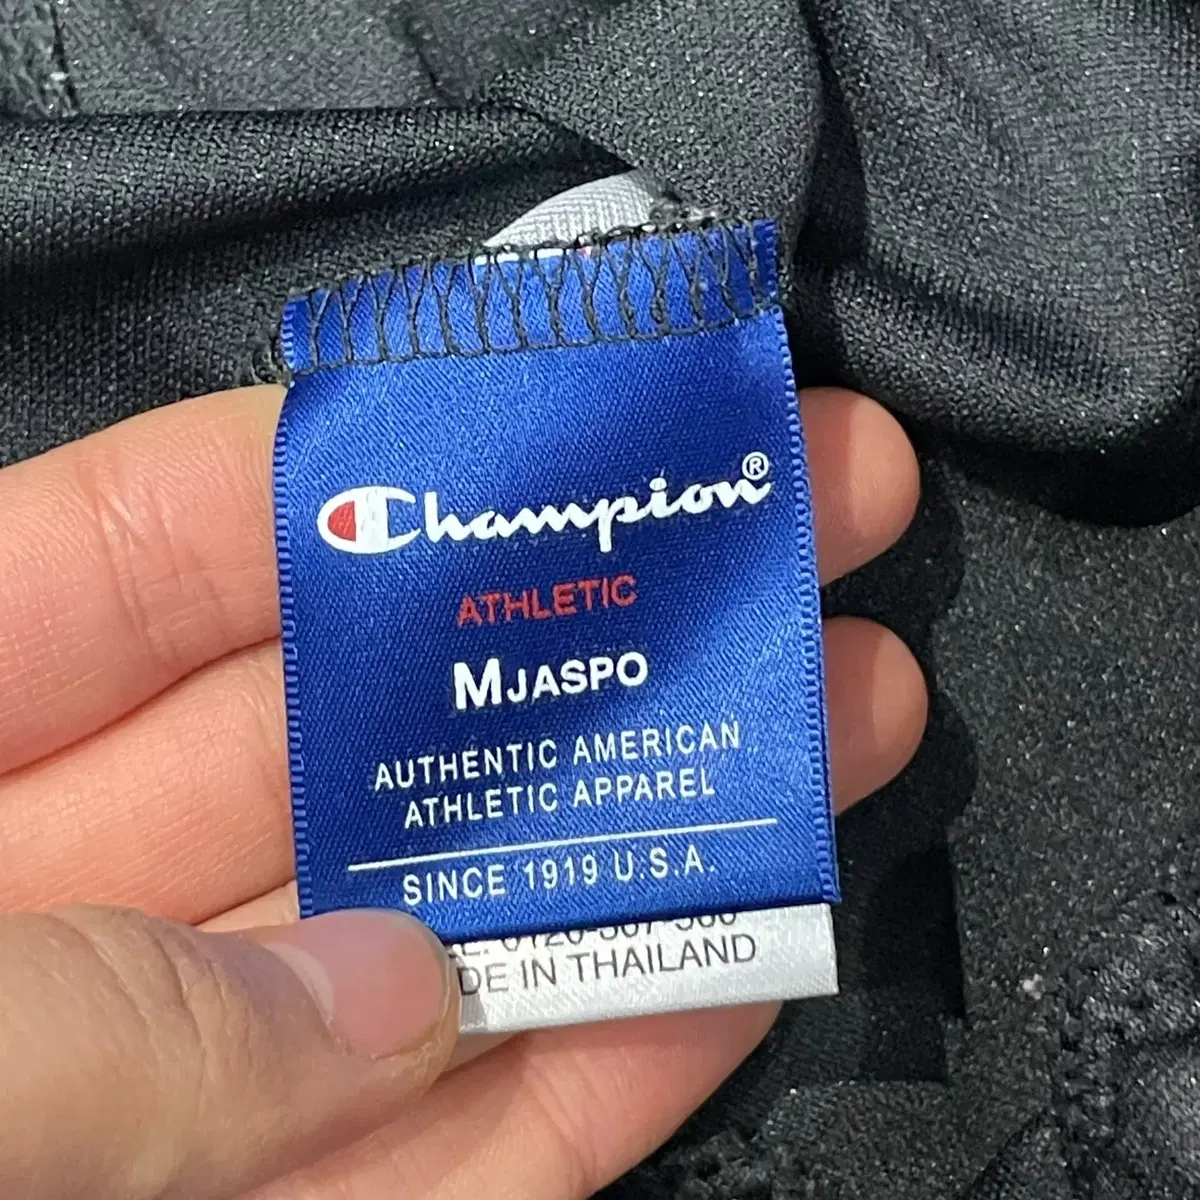 Champion®
ATHLETIC
MJASPO
AUTHENTIC AMERICAN
ATHLETIC APPAREL
SINCE 1919 U.S.A.
DE IN THAILAND